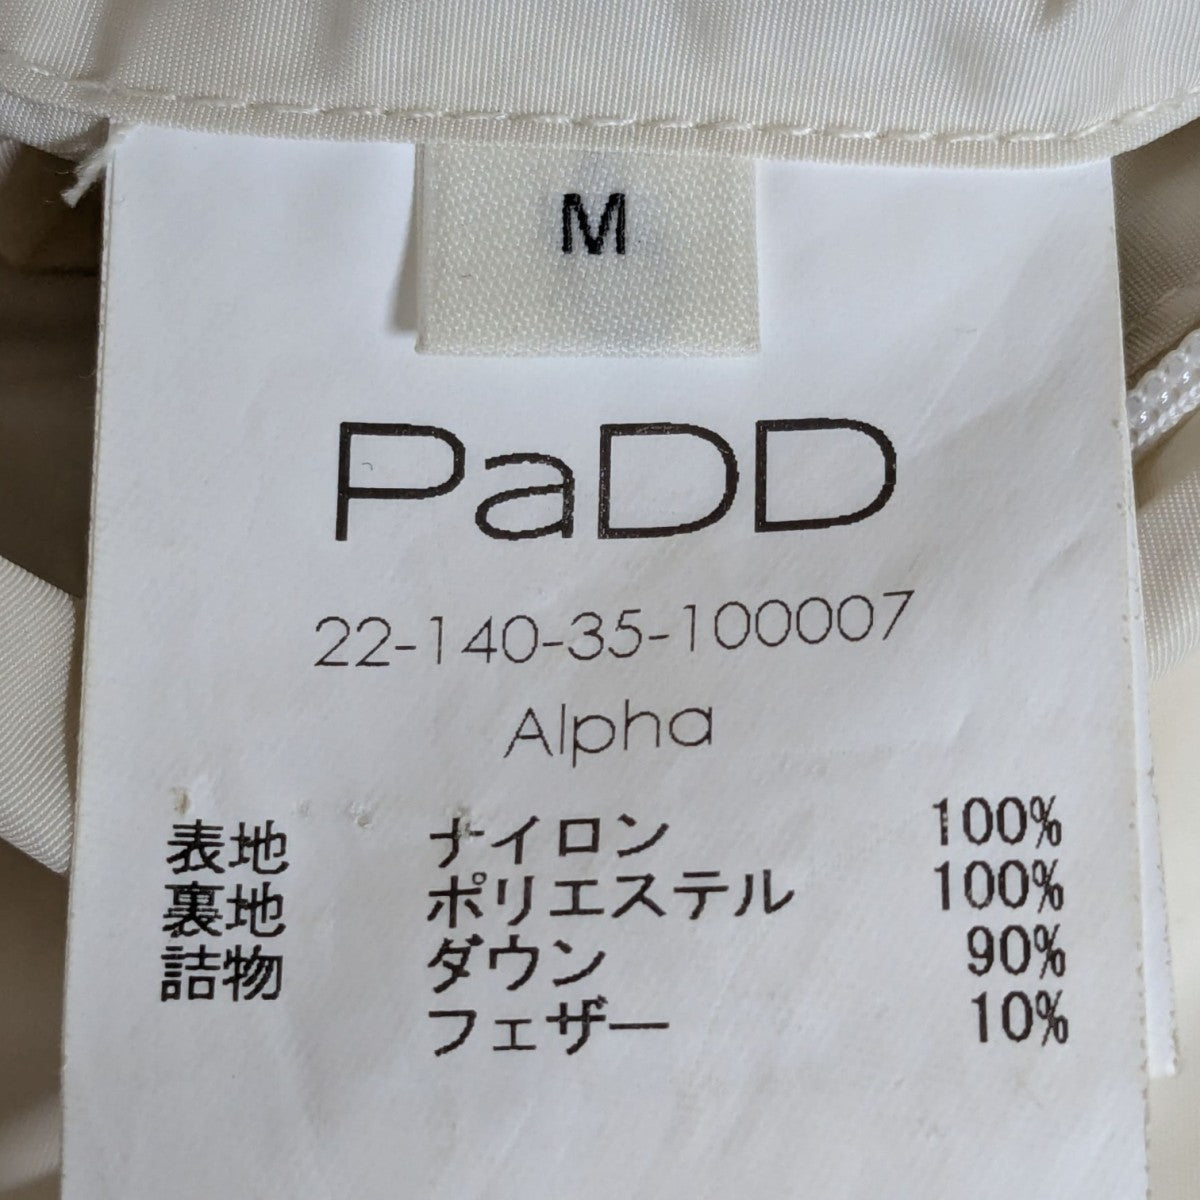 M
PaDD
22-140-35-100007
Alpha
表地 ナイロン 100%
裏地 ポリエステル 100%
詰物 ダウン 90%
フェザー 10%